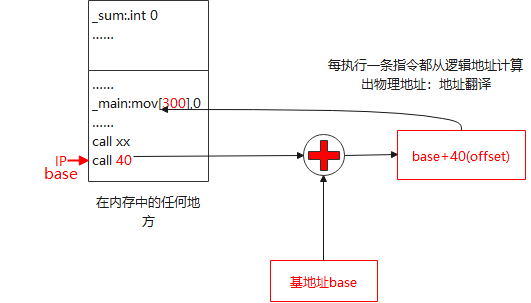 _sum:.int 0
......
......
_main:mov[300],0
......
call xx
call 40
IP
base
在内存中的任何地
方
每执行一条指令都从逻辑地址计算
出物理地址：地址翻译
base+40(offset)
基地址base